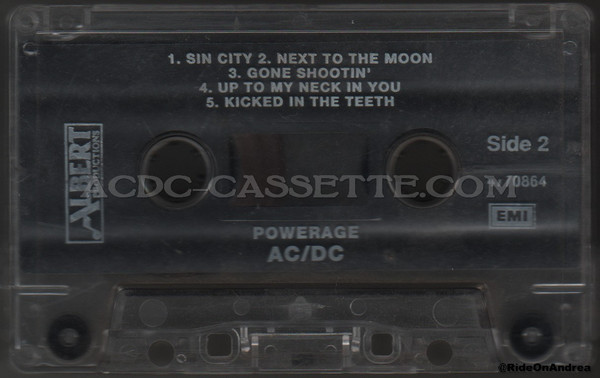 1. SIN CITY 2. NEXT TO THE MOON
3. GONE SHOOTIN'
4. UP TO MY NECK IN YOU
5. KICKED IN THE TEETH
ALBERT
PRODUCTIONS
Side 2
ACDC-CASSETTE.COM
70864
EMI
POWERAGE
AC/DC
@RideOnAndrea